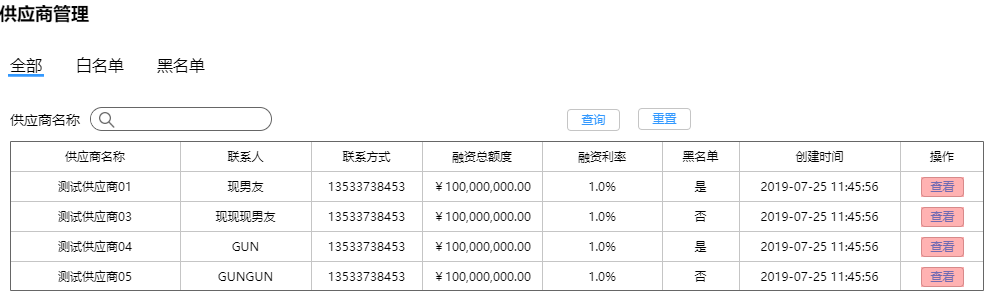 供应商管理
全部 白名单 黑名单
供应商名称 查询 重置
供应商名称 联系人 联系方式 融资总额度 融资利率 黑名单 创建时间 操作
测试供应商01 现男友 13533738453 ￥100,000,000.00 1.0% 是 2019-07-25 11:45:56 查看
测试供应商03 现现现男友 13533738453 ￥100,000,000.00 1.0% 否 2019-07-25 11:45:56 查看
测试供应商04 GUN 13533738453 ￥100,000,000.00 1.0% 是 2019-07-25 11:45:56 查看
测试供应商05 GUNGUN 13533738453 ￥100,000,000.00 1.0% 否 2019-07-25 11:45:56 查看